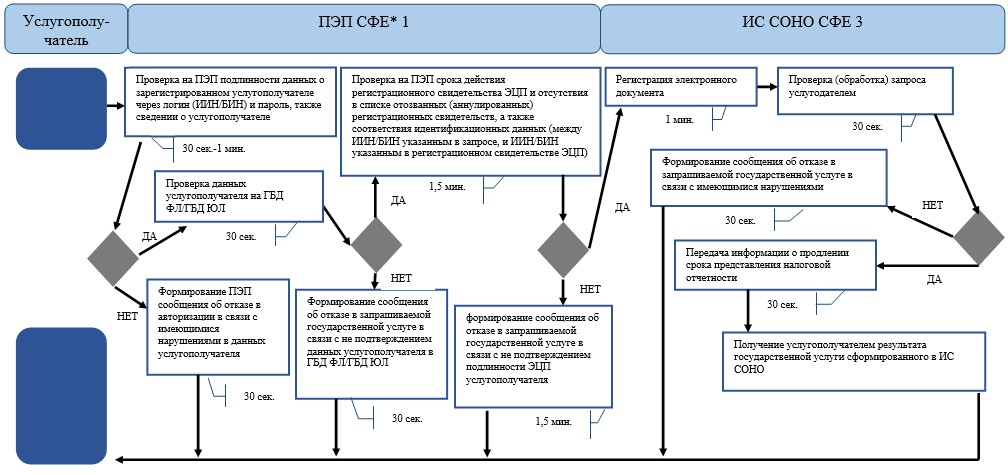 Услугополу-
чатель
ПЭП СФЕ* 1
ИС СОНО СФЕ 3
Проверка на ПЭП подлинности данных о
зарегистрированном услугополучателе
через логин (ИИН/БИН) и пароль, также
сведении о услугополучателе
30 сек.-1 мин.
Проверка на ПЭП срока действия
регистрационного свидетельства ЭЦП и отсутствия
в списке отозванных (аннулированных)
регистрационных свидетельств, а также
соответствия идентификационных данных (между
ИИН/БИН указанным в запросе, и ИИН/БИН
указанным в регистрационном свидетельстве ЭЦП)
1,5 мин.
Регистрация электронного
документа
1 мин.
Проверка (обработка) запроса
услугодателем
30 сек.
Проверка данных
услугополучателя на ГБД
ФЛ/ГБД ЮЛ
30 сек.
ДА
ДА
ДА
Формирование сообщения об отказе в
запрашиваемой государственной услуге в
связи с имеющимися нарушениями
30 сек.
НЕТ
ДА
Передача информации о продлении
срока представления налоговой
отчетности
30 сек.
НЕТ
НЕТ
НЕТ
Формирование ПЭП
сообщения об отказе в
авторизации в связи с
имеющимися
нарушениями в данных
услугополучателя
30 сек.
Формирование сообщения
об отказе в запрашиваемой
государственной услуге в
связи с не подтверждением
данных услугополучателя в
ГБД ФЛ/ГБД ЮЛ
30 сек.
формирование сообщения об
отказе в запрашиваемой
государственной услуге в
связи с не подтверждением
подлинности ЭЦП
услугополучателя
1,5 мин.
Получение услугополучателем результата
государственной услуги сформированного в ИС
СОНО